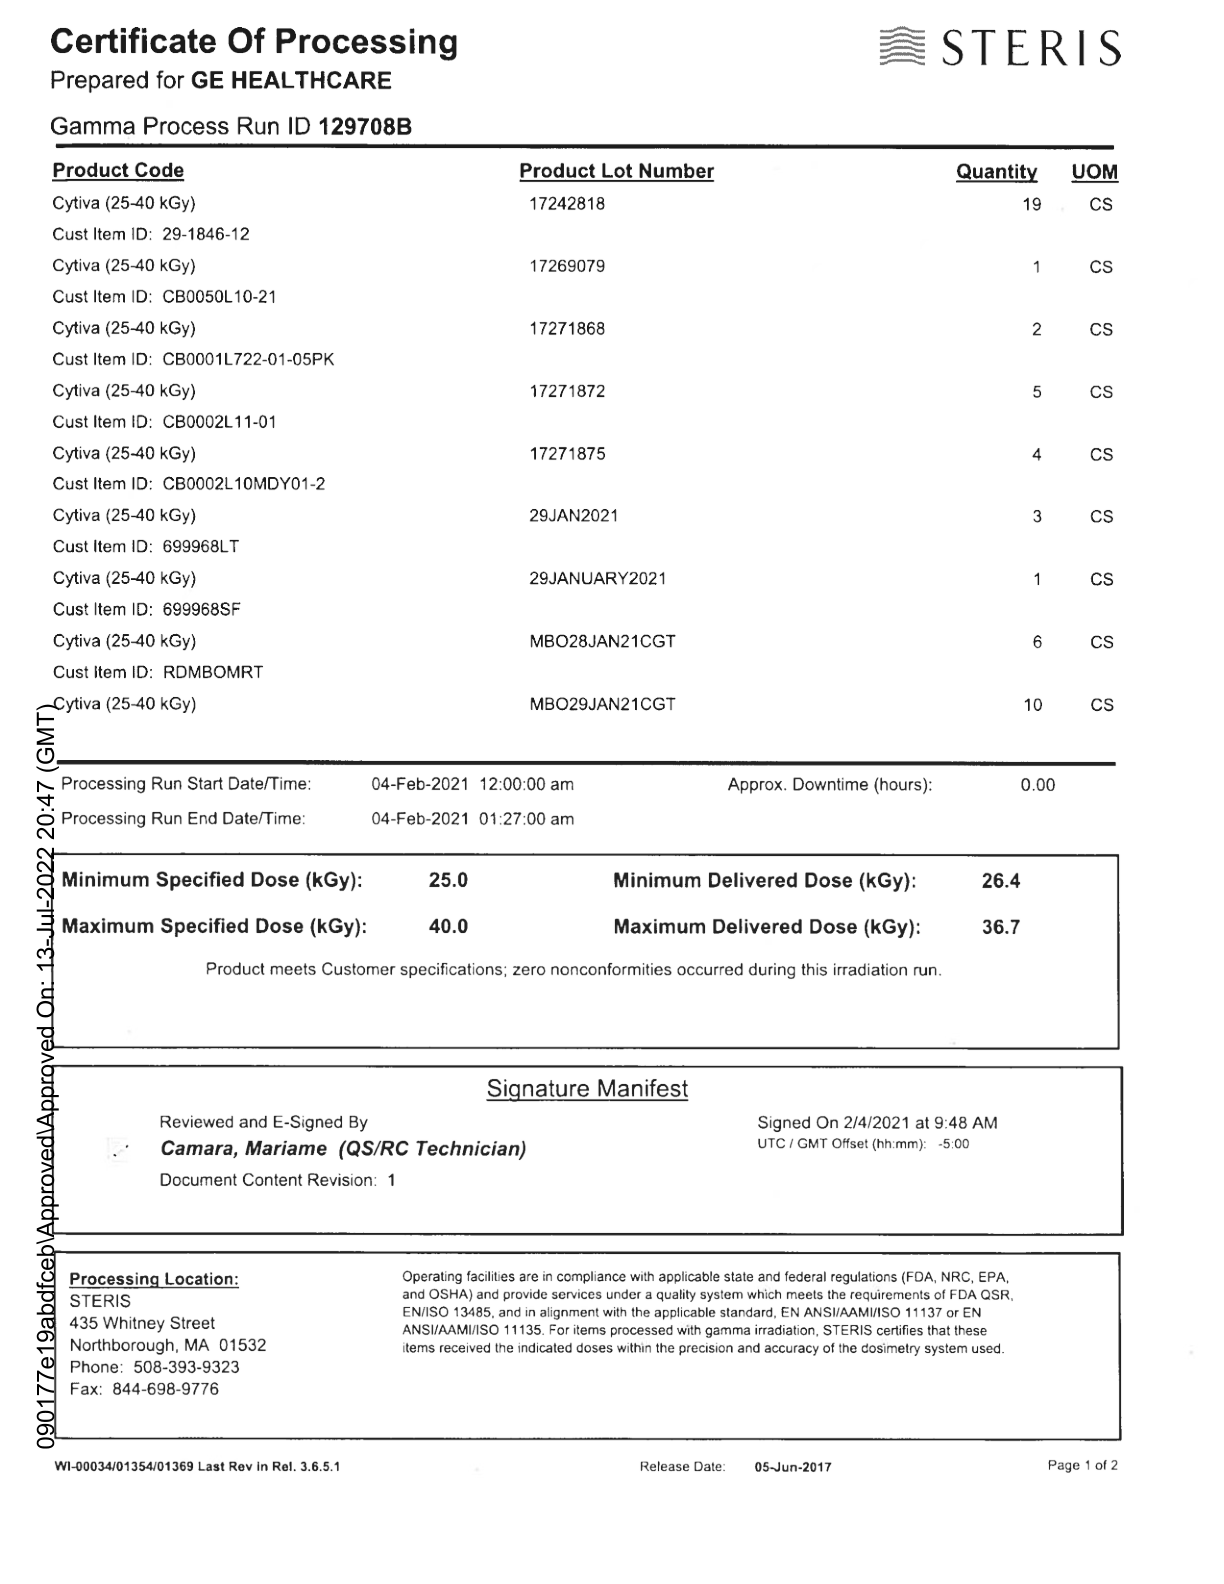 Certificate Of Processing
STERIS
Prepared for GE HEALTHCARE
Gamma Process Run ID 129708B
Product Code Product Lot Number Quantity UOM
Cytiva (25-40 kGy) 17242818 19 CS
Cust Item ID: 29-1846-12
Cytiva (25-40 kGy) 17269079 1 CS
Cust Item ID: CB0050L10-21
Cytiva (25-40 kGy) 17271868 2 CS
Cust Item ID: CB0001L722-01-05PK
Cytiva (25-40 kGy) 17271872 5 CS
Cust Item ID: CB0002L11-01
Cytiva (25-40 kGy) 17271875 4 CS
Cust Item ID: CB0002L10MDY01-2
Cytiva (25-40 kGy) 29JAN2021 3 CS
Cust Item ID: 699968LT
Cytiva (25-40 kGy) 29JANUARY2021 1 CS
Cust Item ID: 699968SF
Cytiva (25-40 kGy) MBO28JAN21CGT 6 CS
Cust Item ID: RDMBOMRT
Cytiva (25-40 kGy) MBO29JAN21CGT 10 CS
Processing Run Start Date/Time: 04-Feb-2021 12:00:00 am Approx. Downtime (hours): 0.00
Processing Run End Date/Time: 04-Feb-2021 01:27:00 am
Minimum Specified Dose (kGy): 25.0 Minimum Delivered Dose (kGy): 26.4
Maximum Specified Dose (kGy): 40.0 Maximum Delivered Dose (kGy): 36.7
Product meets Customer specifications; zero nonconformities occurred during this irradiation run.
Signature Manifest
Reviewed and E-Signed By Signed On 2/4/2021 at 9:48 AM
Camara, Mariame (QS/RC Technician) UTC / GMT Offset (hh:mm): -5:00
Document Content Revision: 1
Processing Location:
STERIS
435 Whitney Street
Northborough, MA 01532
Phone: 508-393-9323
Fax: 844-698-9776
Operating facilities are in compliance with applicable state and federal regulations (FDA, NRC, EPA,
and OSHA) and provide services under a quality system which meets the requirements of FDA QSR,
EN/ISO 13485, and in alignment with the applicable standard, EN ANSI/AAMI/ISO 11137 or EN
ANSI/AAMI/ISO 11135. For items processed with gamma irradiation, STERIS certifies that these
items received the indicated doses within the precision and accuracy of the dosimetry system used.
WI-00034/01354/01369 Last Rev in Rel. 3.6.5.1 Release Date: 05-Jun-2017 Page 1 of 2
090177e19abdfceb\Approved\Approved On: 13-Jul-2022 20:47 (GMT)